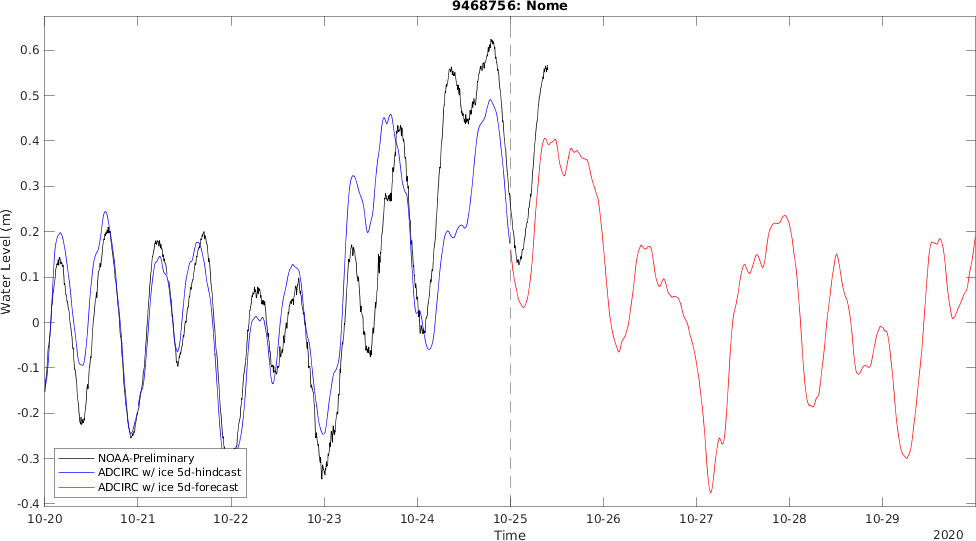 9468756: Nome
Water Level (m)
0.6
0.5
0.4
0.3
0.2
0.1
0
-0.1
-0.2
-0.3
-0.4
NOAA-Preliminary
ADCIRC w/ ice 5d-hindcast
ADCIRC w/ ice 5d-forecast
10-20 10-21 10-22 10-23 10-24 10-25 10-26 10-27 10-28 10-29
Time
2020